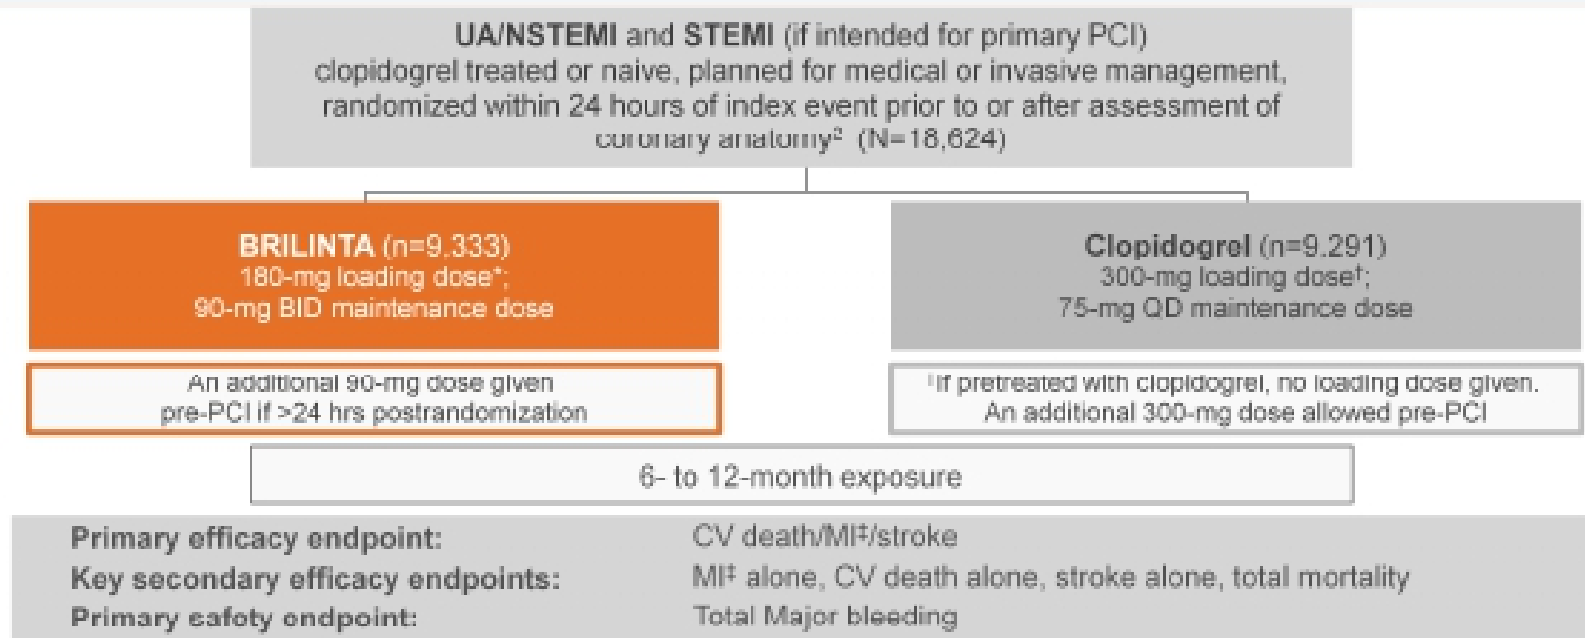 UA/NSTEMI and STEMI (if intended for primary PCI)
clopidogrel treated or naive, planned for medical or invasive management,
randomized within 24 hours of index event prior to or after assessment of
coronary anatomy² (N=18,624)
BRILINTA (n=9,333)
180-mg loading dose*;
90-mg BID maintenance dose
Clopidogrel (n=9,291)
300-mg loading dose†;
75-mg QD maintenance dose
An additional 90-mg dose given
pre-PCI if >24 hrs postrandomization
†If pretreated with clopidogrel, no loading dose given.
An additional 300-mg dose allowed pre-PCI
6- to 12-month exposure
Primary efficacy endpoint: CV death/MI‡/stroke
Key secondary efficacy endpoints: MI‡ alone, CV death alone, stroke alone, total mortality
Primary safety endpoint: Total Major bleeding